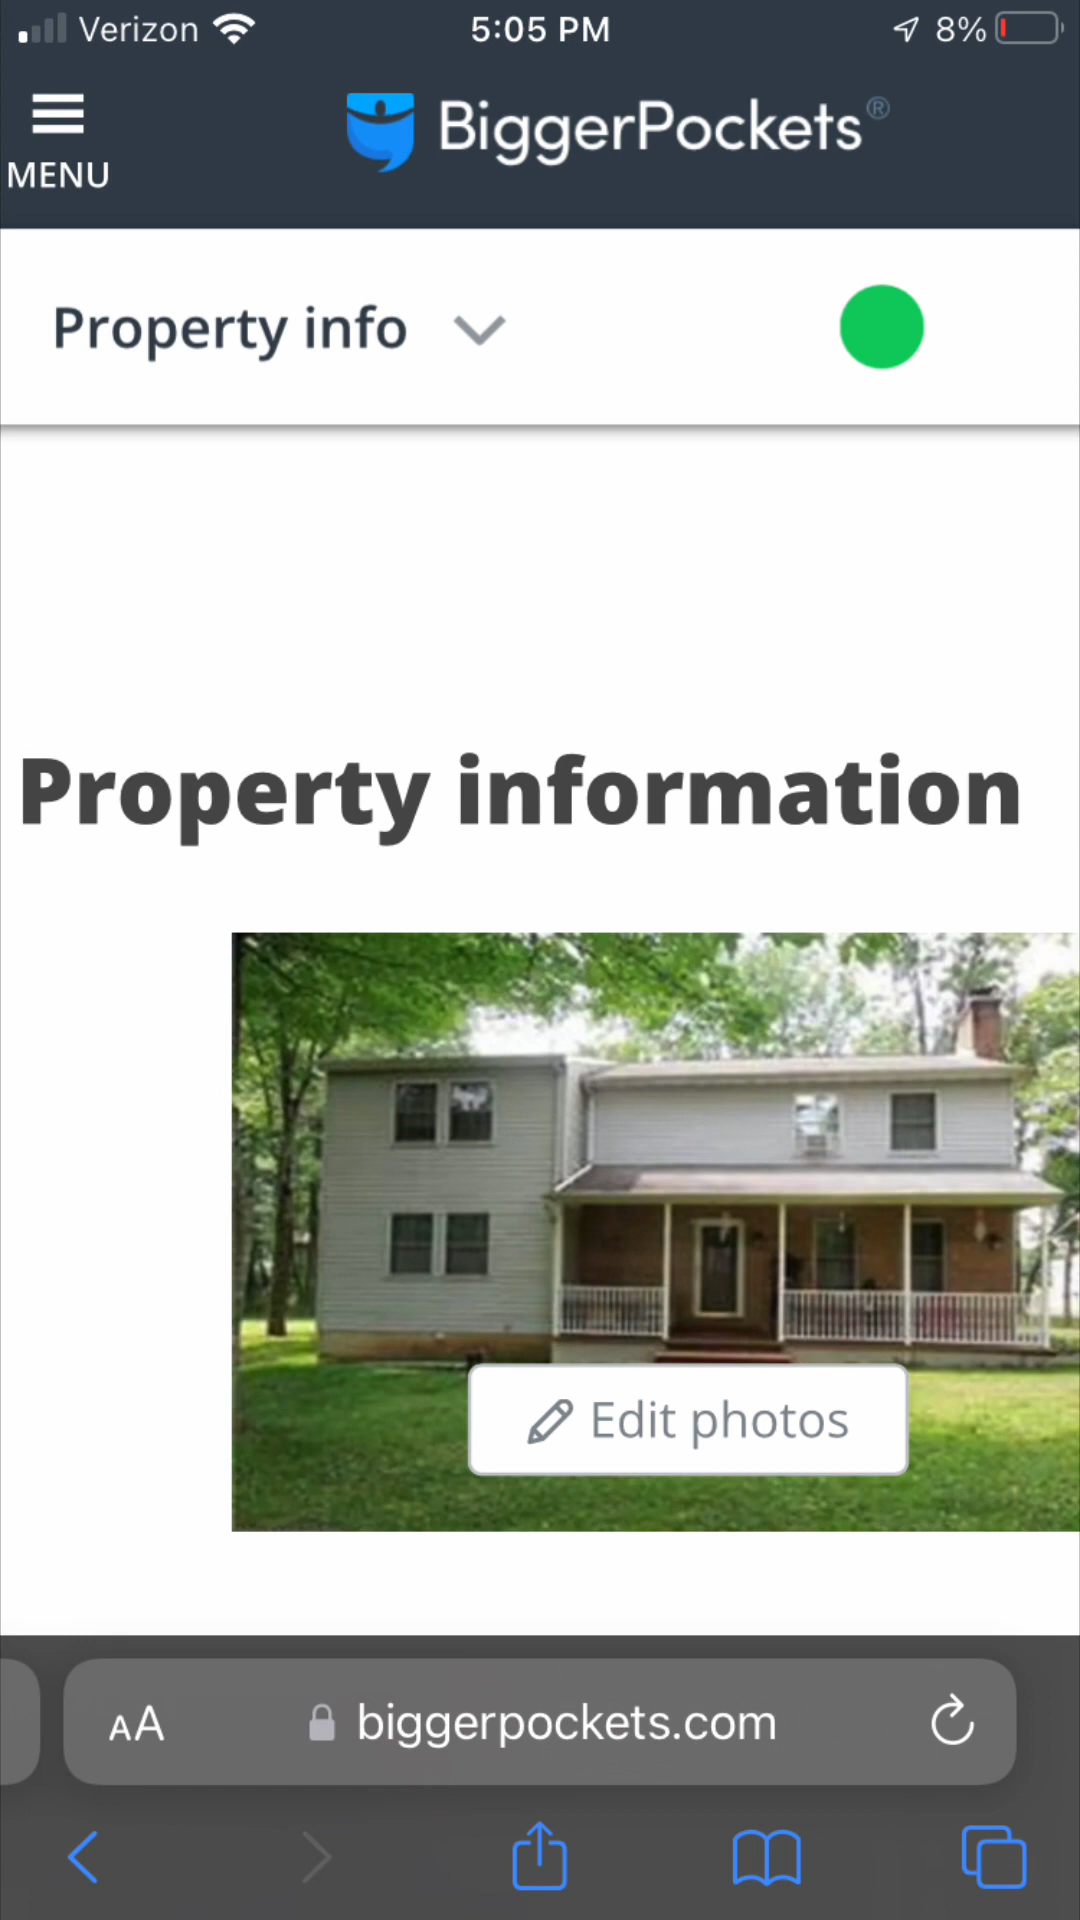 Verizon 5:05 PM 8%
MENU
BiggerPockets®
Property info
Property information
Edit photos
AA biggerpockets.com